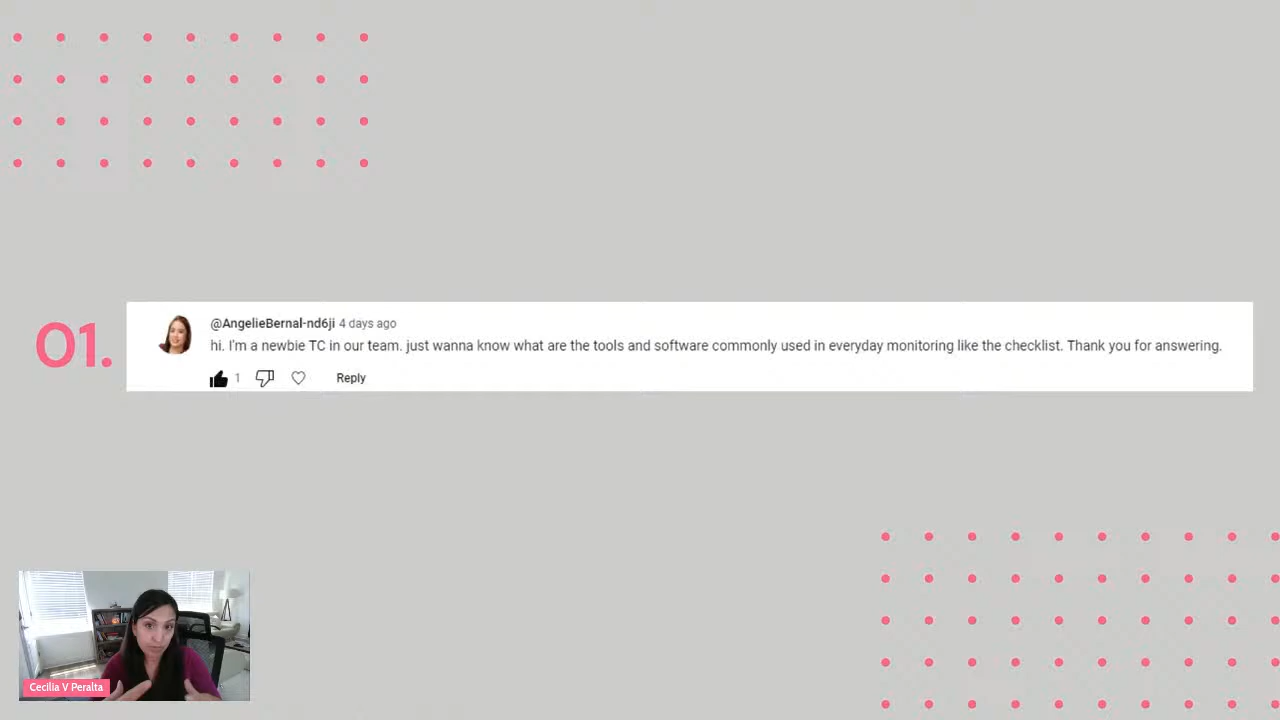 01.
@AngelieBernal-nd6ji 4 days ago
hi. I'm a newbie TC in our team. just wanna know what are the tools and software commonly used in everyday monitoring like the checklist. Thank you for answering.
1 Reply
Cecilia V Peralta